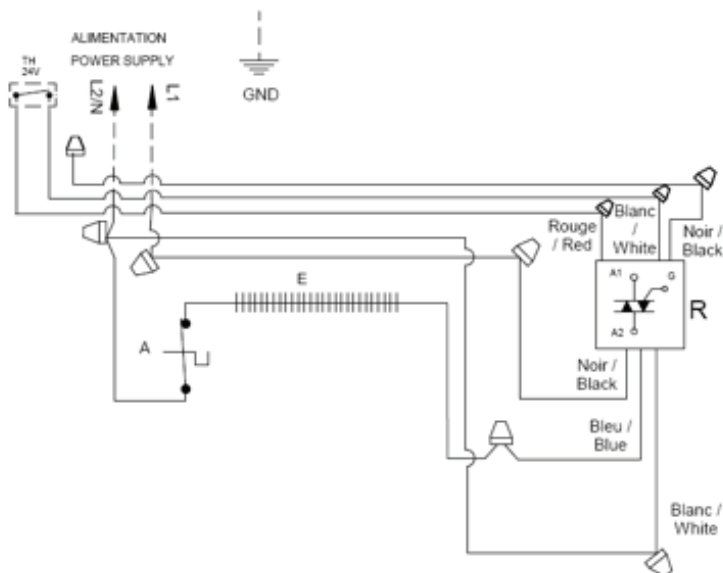 ALIMENTATION
POWER SUPPLY
TH
24V
L2/N
L1
GND
Rouge
/ Red
Blanc
/
White
Noir /
Black
E
A1
G
R
A2
A
Noir /
Black
Bleu /
Blue
Blanc /
White